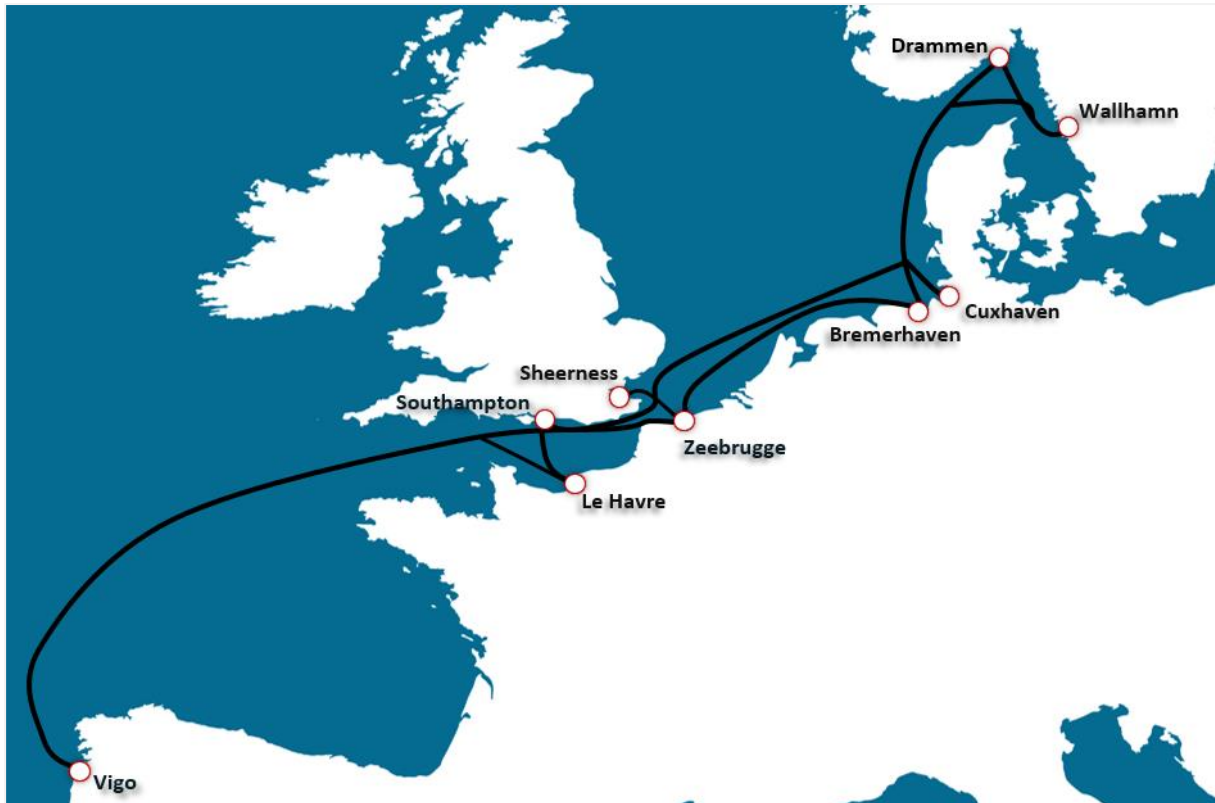 Drammen
Wallhamn
Cuxhaven
Bremerhaven
Sheerness
Southampton
Zeebrugge
Le Havre
Vigo